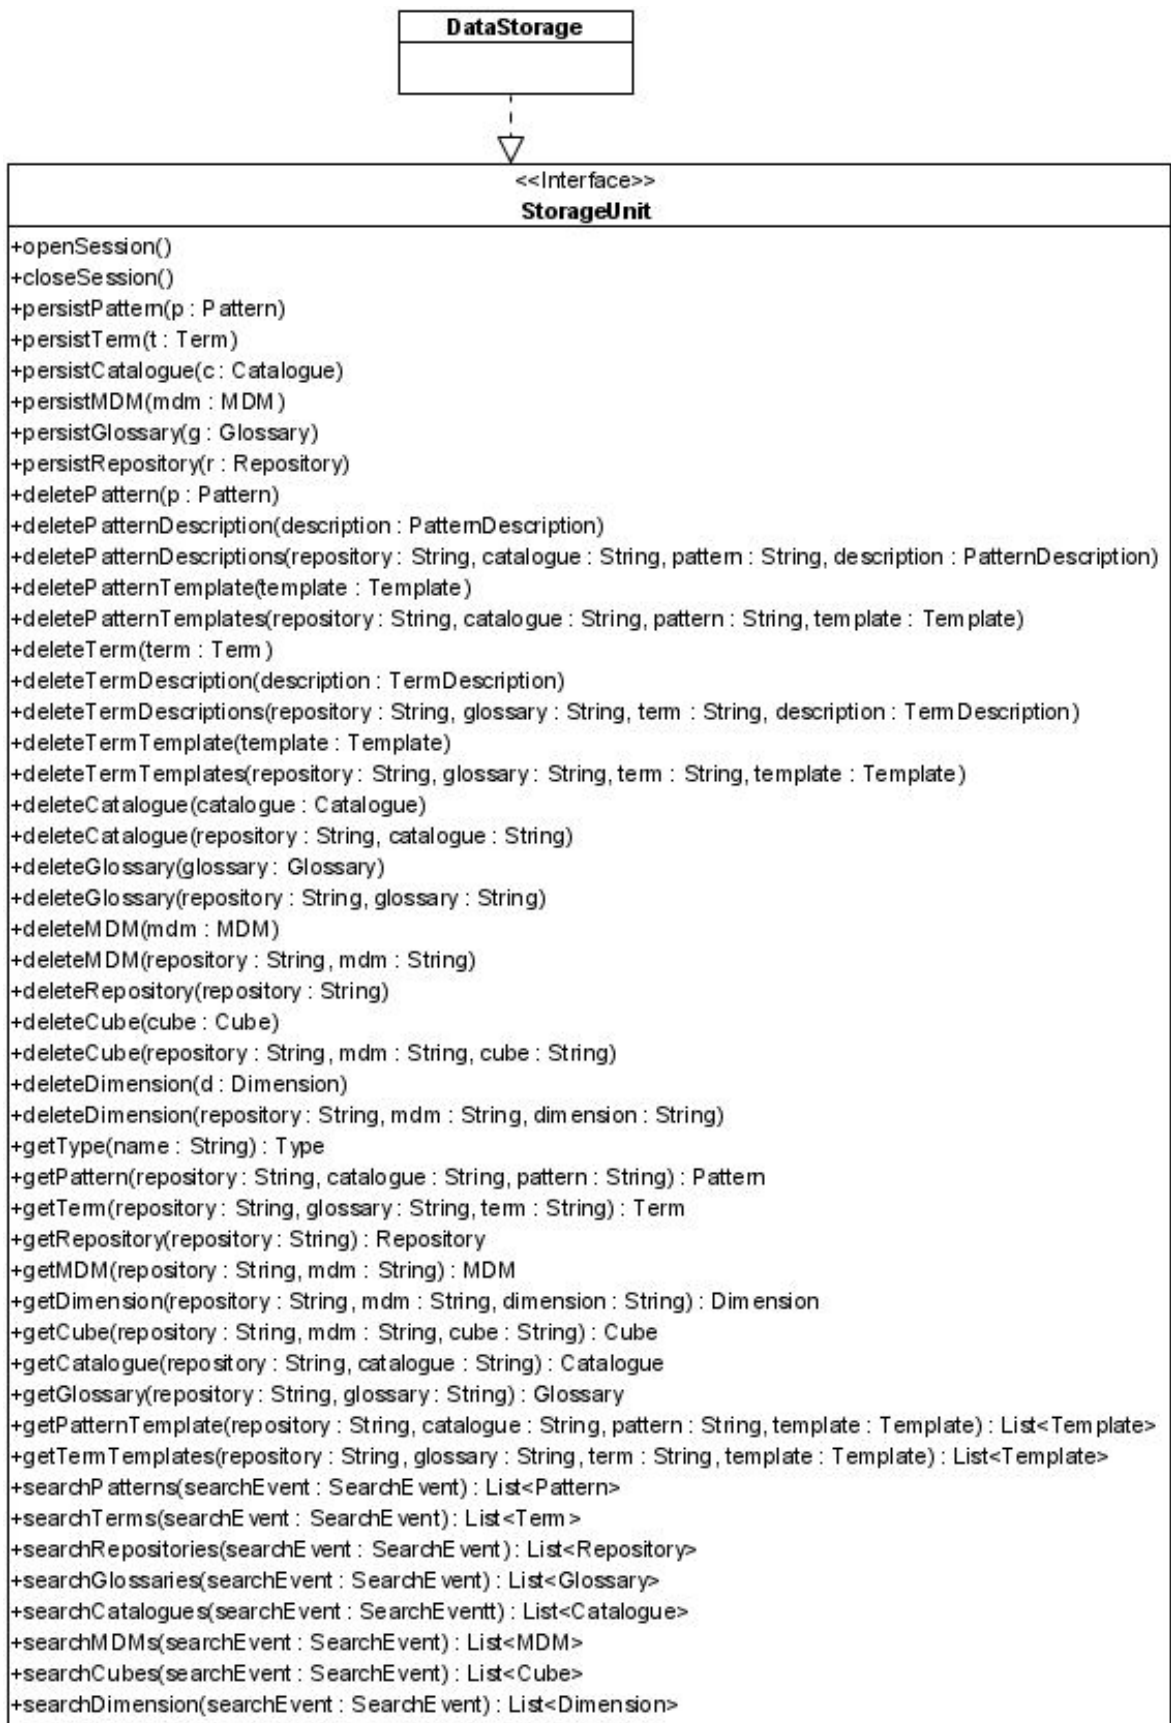 DataStorage
<<Interface>>
StorageUnit
+openSession()
+closeSession()
+persistPattern(p : Pattern)
+persistTerm(t : Term)
+persistCatalogue(c : Catalogue)
+persistMDM(mdm : MDM)
+persistGlossary(g : Glossary)
+persistRepository(r : Repository)
+deletePattern(p : Pattern)
+deletePatternDescription(description : PatternDescription)
+deletePatternDescriptions(repository : String, catalogue : String, pattern : String, description : PatternDescription)
+deletePatternTemplate(template : Template)
+deletePatternTemplates(repository : String, catalogue : String, pattern : String, template : Template)
+deleteTerm(term : Term)
+deleteTermDescription(description : TermDescription)
+deleteTermDescriptions(repository : String, glossary : String, term : String, description : TermDescription)
+deleteTermTemplate(template : Template)
+deleteTermTemplates(repository : String, glossary : String, term : String, template : Template)
+deleteCatalogue(catalogue : Catalogue)
+deleteCatalogue(repository : String, catalogue : String)
+deleteGlossary(glossary : Glossary)
+deleteGlossary(repository : String, glossary : String)
+deleteMDM(mdm : MDM)
+deleteMDM(repository : String, mdm : String)
+deleteRepository(repository : String)
+deleteCube(cube : Cube)
+deleteCube(repository : String, mdm : String, cube : String)
+deleteDimension(d : Dimension)
+deleteDimension(repository : String, mdm : String, dimension : String)
+getType(name : String) : Type
+getPattern(repository : String, catalogue : String, pattern : String) : Pattern
+getTerm(repository : String, glossary : String, term : String) : Term
+getRepository(repository : String) : Repository
+getMDM(repository : String, mdm : String) : MDM
+getDimension(repository : String, mdm : String, dimension : String) : Dimension
+getCube(repository : String, mdm : String, cube : String) : Cube
+getCatalogue(repository : String, catalogue : String) : Catalogue
+getGlossary(repository : String, glossary : String) : Glossary
+getPatternTemplate(repository : String, catalogue : String, pattern : String, template : Template) : List<Template>
+getTermTemplates(repository : String, glossary : String, term : String, template : Template) : List<Template>
+searchPatterns(searchEvent : SearchEvent) : List<Pattern>
+searchTerms(searchEvent : SearchEvent) : List<Term>
+searchRepositories(searchEvent : SearchEvent) : List<Repository>
+searchGlossaries(searchEvent : SearchEvent) : List<Glossary>
+searchCatalogues(searchEvent : SearchEventt) : List<Catalogue>
+searchMDMs(searchEvent : SearchEvent) : List<MDM>
+searchCubes(searchEvent : SearchEvent) : List<Cube>
+searchDimension(searchEvent : SearchEvent) : List<Dimension>